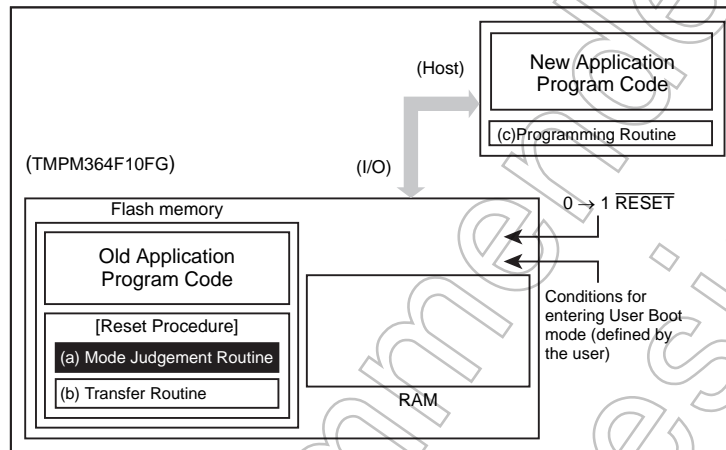 New Application
Program Code
(Host)
(c)Programming Routine
(TMPM364F10FG)
(I/O)
Flash memory
0 → 1 RESET
Old Application
Program Code
[Reset Procedure]
(a) Mode Judgement Routine
(b) Transfer Routine
RAM
Conditions for
entering User Boot
mode (defined by
the user)